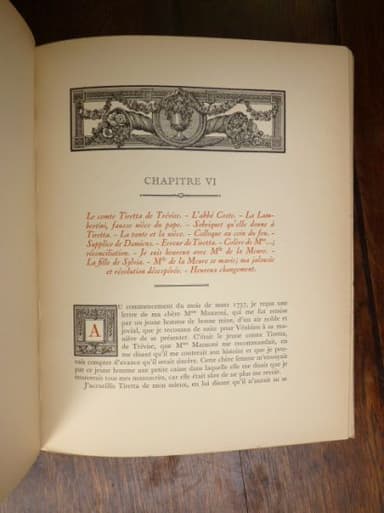 CHAPITRE VI
Le comte Tiretta de Trévise. – L'abbé Coste. – La Lam-
bertini, fausse nièce du pape. – Sobriquet qu'elle donne à
Tiretta. – La tante et la nièce. – Colloque au coin du feu. –
Supplice de Damiens. – Erreur de Tiretta. – Colère de Mme...;
réconciliation. – Je suis heureux avec Mlle de la Meure. –
La fille de Sylvia. – Mlle de la Meure se marie; ma jalousie
et résolution désespérée. – Heureux changement.
AU commencement du mois de mars 1757, je reçus une
lettre de ma chère Mme Manzoni, qui me fut remise
par un jeune homme de bonne mine, d'un air noble et
jovial, que je reconnus de suite pour Vénitien à sa ma-
nière de se présenter. C'était le jeune comte Tiretta,
de Trévise, que Mme Manzoni me recommandait, en
me disant qu'il me conterait son histoire et que je pou-
vais compter d'avance qu'il serait sincère. Cette chère femme m'envoyait
par ce jeune homme une petite caisse dans laquelle elle me disait que je
trouverais tous mes manuscrits, car elle était sûre de ne plus me revoir.
J'accueillis Tiretta de mon mieux, en lui disant qu'il n'aurait su se